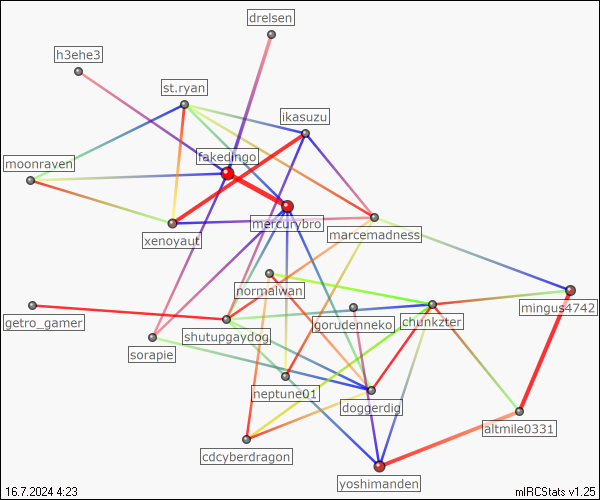 drelsen
h3ehe3
st.ryan
ikasuzu
fakedingo
moonraven
mercurybro
marcemadness
xenoyaut
normalwan
mingus4742
getro_gamer
gorudenneko
chunkzter
shutupgaydog
sorapie
neptune01
doggerdig
altmile0331
cdcyberdragon
yoshimanden
16.7.2024 4:23
mIRCStats v1.25